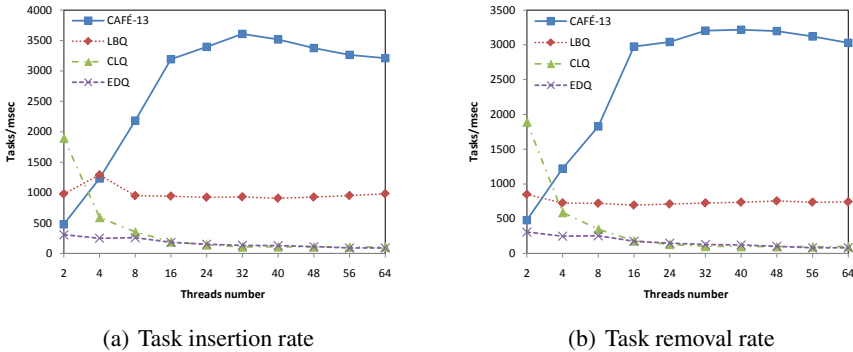 4000
3500
3000
2500
2000
1500
1000
500
0
Tasks/msec
CAFÉ-13
LBQ
CLQ
EDQ
2 4 8 16 24 32 40 48 56 64
Threads number
(a) Task insertion rate
3500
3000
2500
2000
1500
1000
500
0
Tasks/msec
CAFÉ-13
LBQ
CLQ
EDQ
2 4 8 16 24 32 40 48 56 64
Threads number
(b) Task removal rate